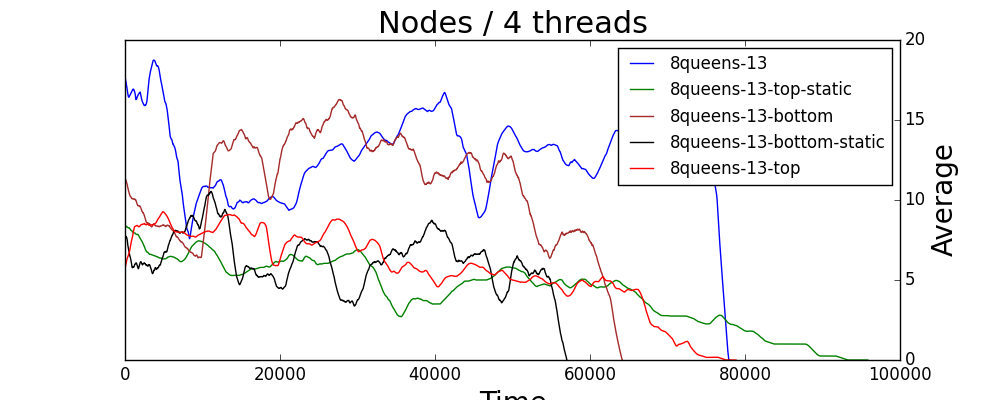 Nodes / 4 threads
20
15
10
5
0
Average
8queens-13
8queens-13-top-static
8queens-13-bottom
8queens-13-bottom-static
8queens-13-top
0 20000 40000 60000 80000 100000
Time